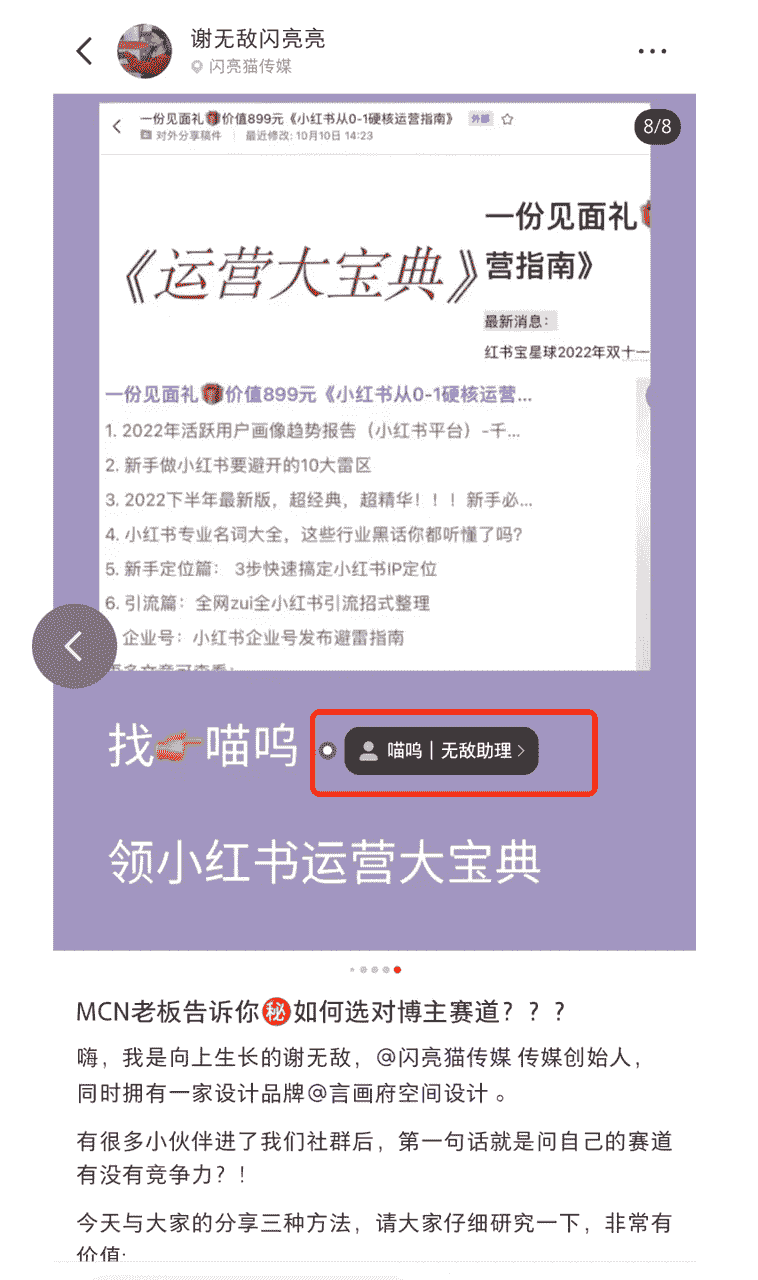 谢无敌闪亮亮
闪亮猫传媒
一份见面礼🎁价值899元《小红书从0-1硬核运营指南》 外部
对外分享稿件 | 最近修改: 10月10日 14:23
8/8
一份见面礼
营指南》
《运营大宝典》
最新消息：
红书宝星球2022年双十一
一份见面礼🎁价值899元《小红书从0-1硬核运营...
1. 2022年活跃用户画像趋势报告（小红书平台）-千...
2. 新手做小红书要避开的10大雷区
3. 2022下半年最新版，超经典，超精华！！！新手必...
4. 小红书专业名词大全，这些行业黑话你都听懂了吗？
5. 新手定位篇： 3步快速搞定小红书IP定位
6. 引流篇：全网zui全小红书引流招式整理
企业号：小红书企业号发布避雷指南
找👉喵呜
喵呜 | 无敌助理
领小红书运营大宝典
MCN老板告诉你㊙如何选对博主赛道？？？
嗨，我是向上生长的谢无敌，@闪亮猫传媒 传媒创始人，
同时拥有一家设计品牌@言画府空间设计 。
有很多小伙伴进了我们社群后，第一句话就是问自己的赛道
有没有竞争力？！
今天与大家的分享三种方法，请大家仔细研究一下，非常有
价值: